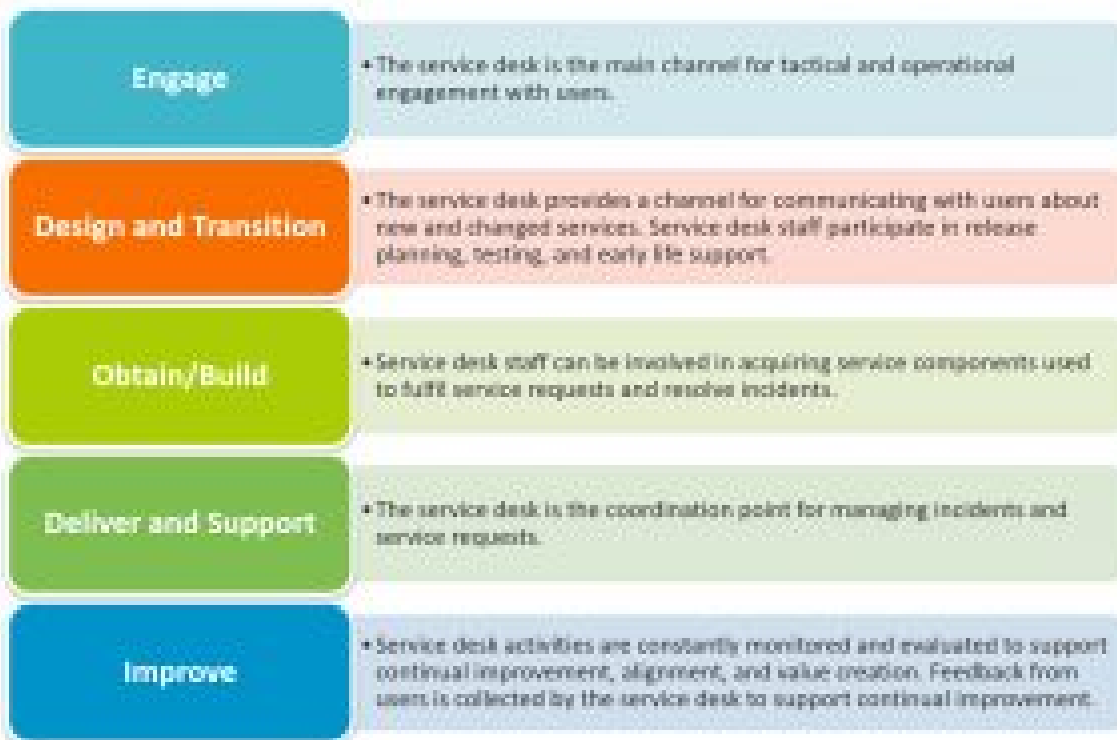 Engage
• The service desk is the main channel for tactical and operational
engagement with users.
Design and Transition
• The service desk provides a channel for communicating with users about
new and changed services. Service desk staff participate in release
planning, testing, and early life support.
Obtain/Build
• Service desk staff can be involved in acquiring service components used
to fulfil service requests and resolve incidents.
Deliver and Support
• The service desk is the coordination point for managing incidents and
service requests.
Improve
• Service desk activities are constantly monitored and evaluated to support
continual improvement, alignment, and value creation. Feedback from
users is collected by the service desk to support continual improvement.